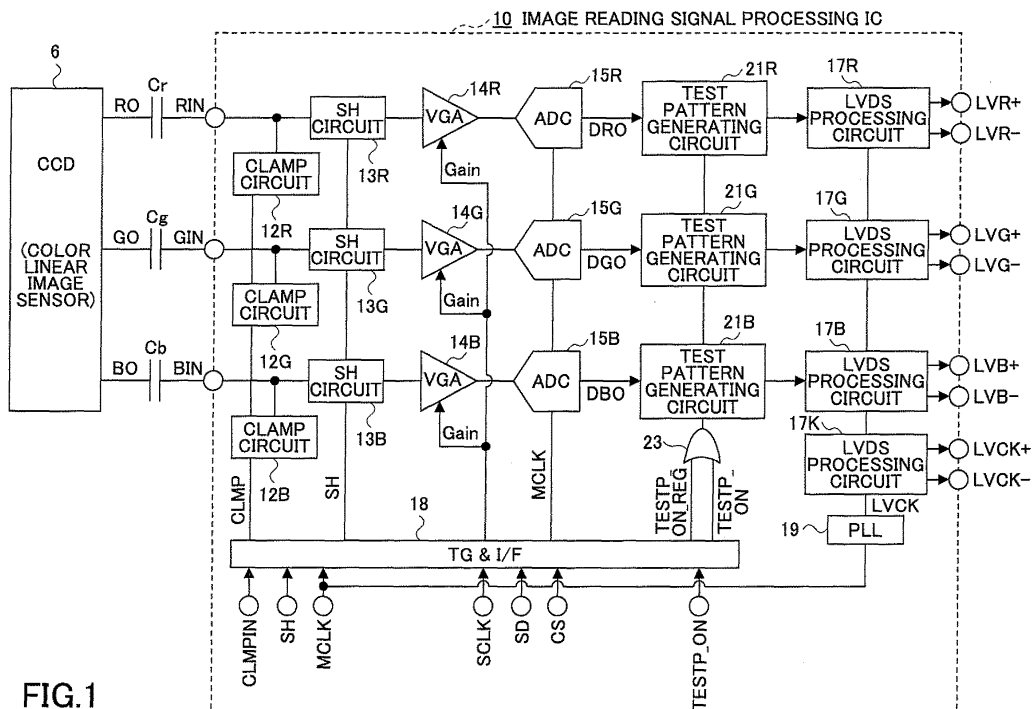 10 IMAGE READING SIGNAL PROCESSING IC
6
CCD
(COLOR
LINEAR
IMAGE
SENSOR)
RO
Cr
RIN
SH
CIRCUIT
13R
CLAMP
CIRCUIT
12R
14R
VGA
Gain
15R
ADC
DRO
21R
TEST
PATTERN
GENERATING
CIRCUIT
17R
LVDS
PROCESSING
CIRCUIT
LVR+
LVR-
GO
Cg
GIN
SH
CIRCUIT
13G
CLAMP
CIRCUIT
12G
14G
VGA
Gain
15G
ADC
DGO
21G
TEST
PATTERN
GENERATING
CIRCUIT
17G
LVDS
PROCESSING
CIRCUIT
LVG+
LVG-
BO
Cb
BIN
SH
CIRCUIT
13B
CLAMP
CIRCUIT
12B
14B
VGA
Gain
15B
ADC
DBO
21B
TEST
PATTERN
GENERATING
CIRCUIT
17B
LVDS
PROCESSING
CIRCUIT
LVB+
LVB-
17K
LVDS
PROCESSING
CIRCUIT
LVCK+
LVCK-
23
CLMP
SH
MCLK
TESTP_
ON_REG
TESTP_
ON
LVCK
19
PLL
18
TG & I/F
CLMPIN
SH
MCLK
SCLK
SD
CS
TESTP_ON
FIG.1